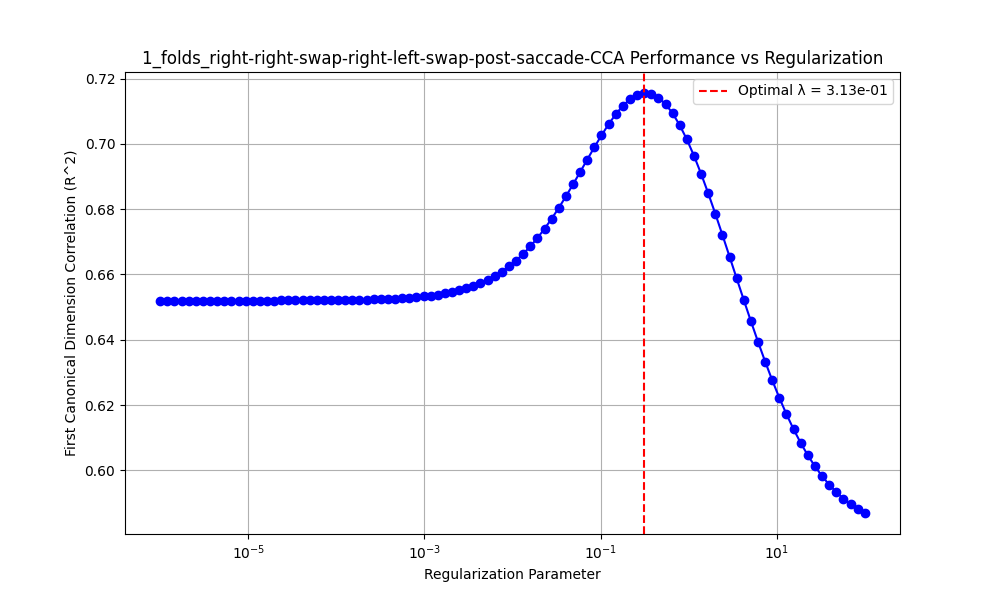 1_folds_right-right-swap-right-left-swap-post-saccade-CCA Performance vs Regularization
Optimal λ = 3.13e-01
First Canonical Dimension Correlation (R^2)
0.72
0.70
0.68
0.66
0.64
0.62
0.60
10⁻⁵ 10⁻³ 10⁻¹ 10¹
Regularization Parameter